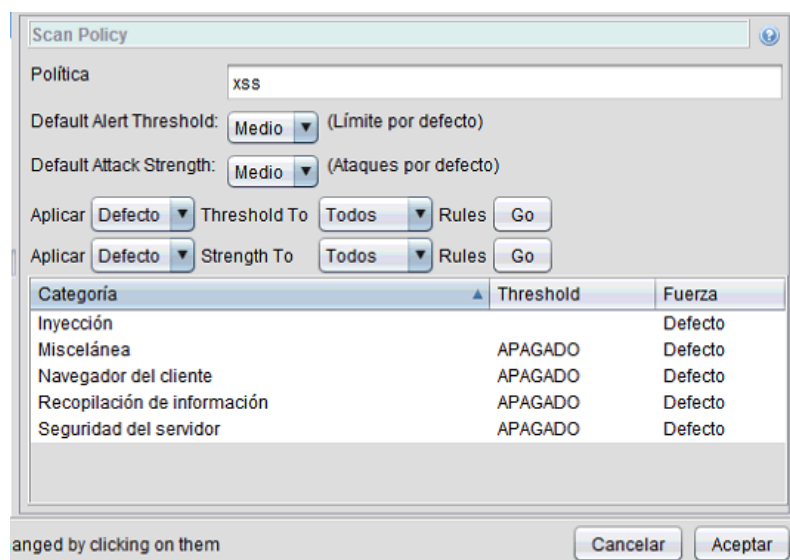 Scan Policy
Política xss
Default Alert Threshold: Medio (Límite por defecto)
Default Attack Strength: Medio (Ataques por defecto)
Aplicar Defecto Threshold To Todos Rules Go
Aplicar Defecto Strength To Todos Rules Go
Categoría Threshold Fuerza
Inyección Defecto
Miscelánea APAGADO Defecto
Navegador del cliente APAGADO Defecto
Recopilación de información APAGADO Defecto
Seguridad del servidor APAGADO Defecto
anged by clicking on them Cancelar Aceptar